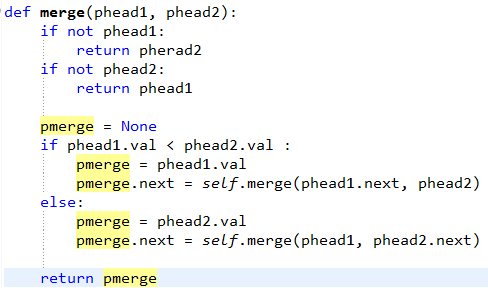 def merge(phead1, phead2):
    if not phead1:
        return pherad2
    if not phead2:
        return phead1
    pmerge = None
    if phead1.val < phead2.val :
        pmerge = phead1.val
        pmerge.next = self.merge(phead1.next, phead2)
    else:
        pmerge = phead2.val
        pmerge.next = self.merge(phead1, phead2.next)
    return pmerge